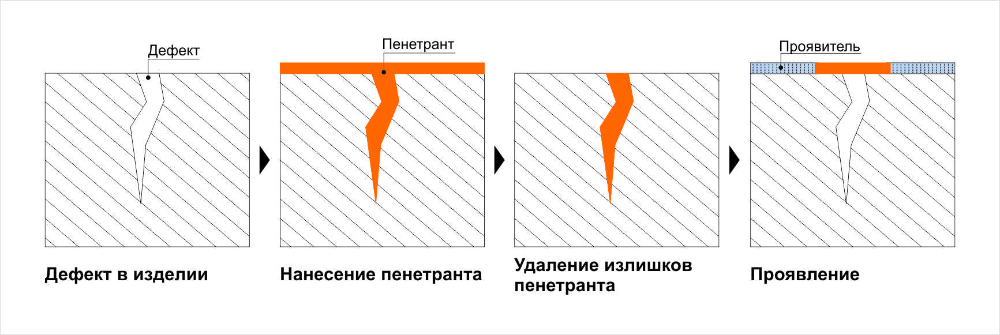 Дефект
Пенетрант
Проявитель
Дефект в изделии
Нанесение пенетранта
Удаление излишков
пенетранта
Проявление